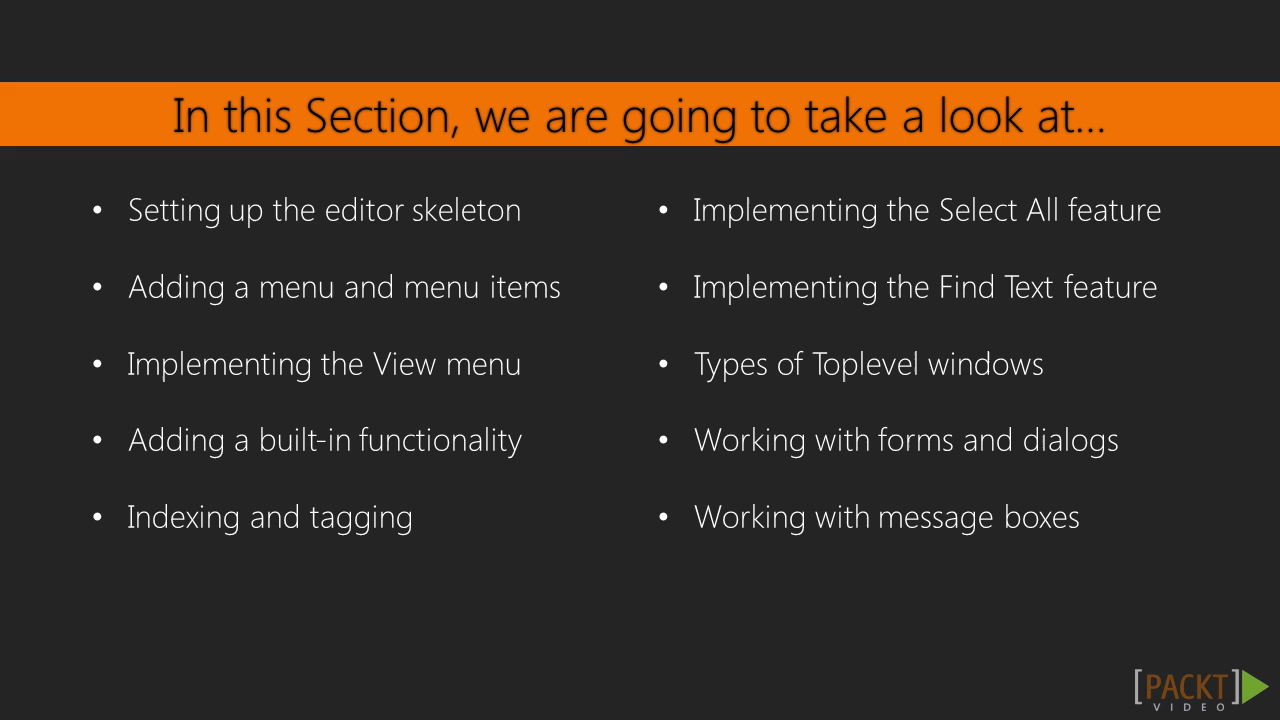 In this Section, we are going to take a look at...
• Setting up the editor skeleton
• Adding a menu and menu items
• Implementing the View menu
• Adding a built-in functionality
• Indexing and tagging
• Implementing the Select All feature
• Implementing the Find Text feature
• Types of Toplevel windows
• Working with forms and dialogs
• Working with message boxes
[PACKT]
VIDEO